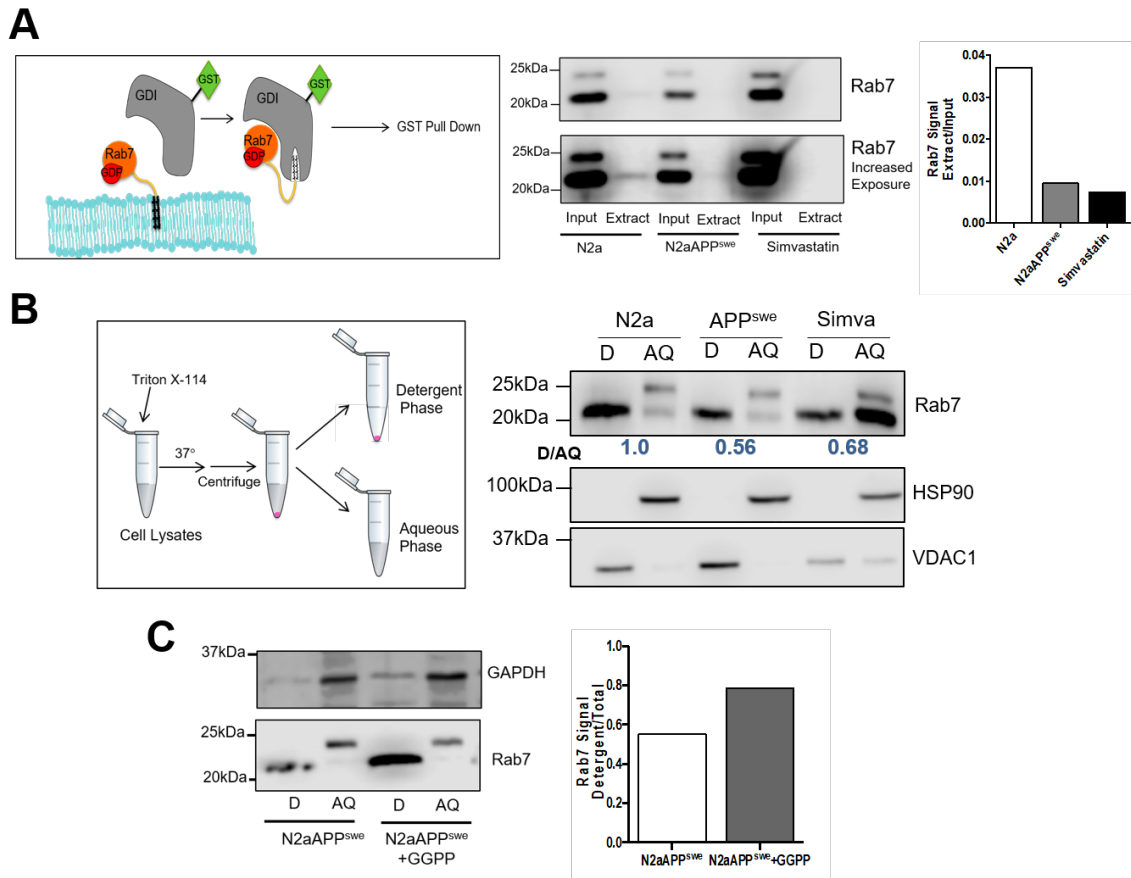 A
GST
GDI
Rab7
GDP
GST
GDI
Rab7
GDP
GST Pull Down
25kDa
20kDa
Rab7
25kDa
20kDa
Rab7
Increased
Exposure
Input Extract Input Extract Input Extract
N2a N2aAPPswe Simvastatin
Rab7 Signal
Extract/Input
0.04
0.03
0.01
0.00
N2a
N2aAPPswe
Simvastatin
B
Triton X-114
37°
Centrifuge
Cell Lysates
Detergent
Phase
Aqueous
Phase
N2a APPswe Simva
D AQ D AQ D AQ
25kDa
20kDa
Rab7
D/AQ 1.0 0.56 0.68
100kDa
HSP90
37kDa
VDAC1
C
37kDa
GAPDH
25kDa
20kDa
Rab7
D AQ D AQ
N2aAPPswe N2aAPPswe
+GGPP
Rab7 Signal
Detergent/Total
1.0
0.8
0.6
0.4
0.2
0.0
N2aAPPswe N2aAPPswe+GGPP